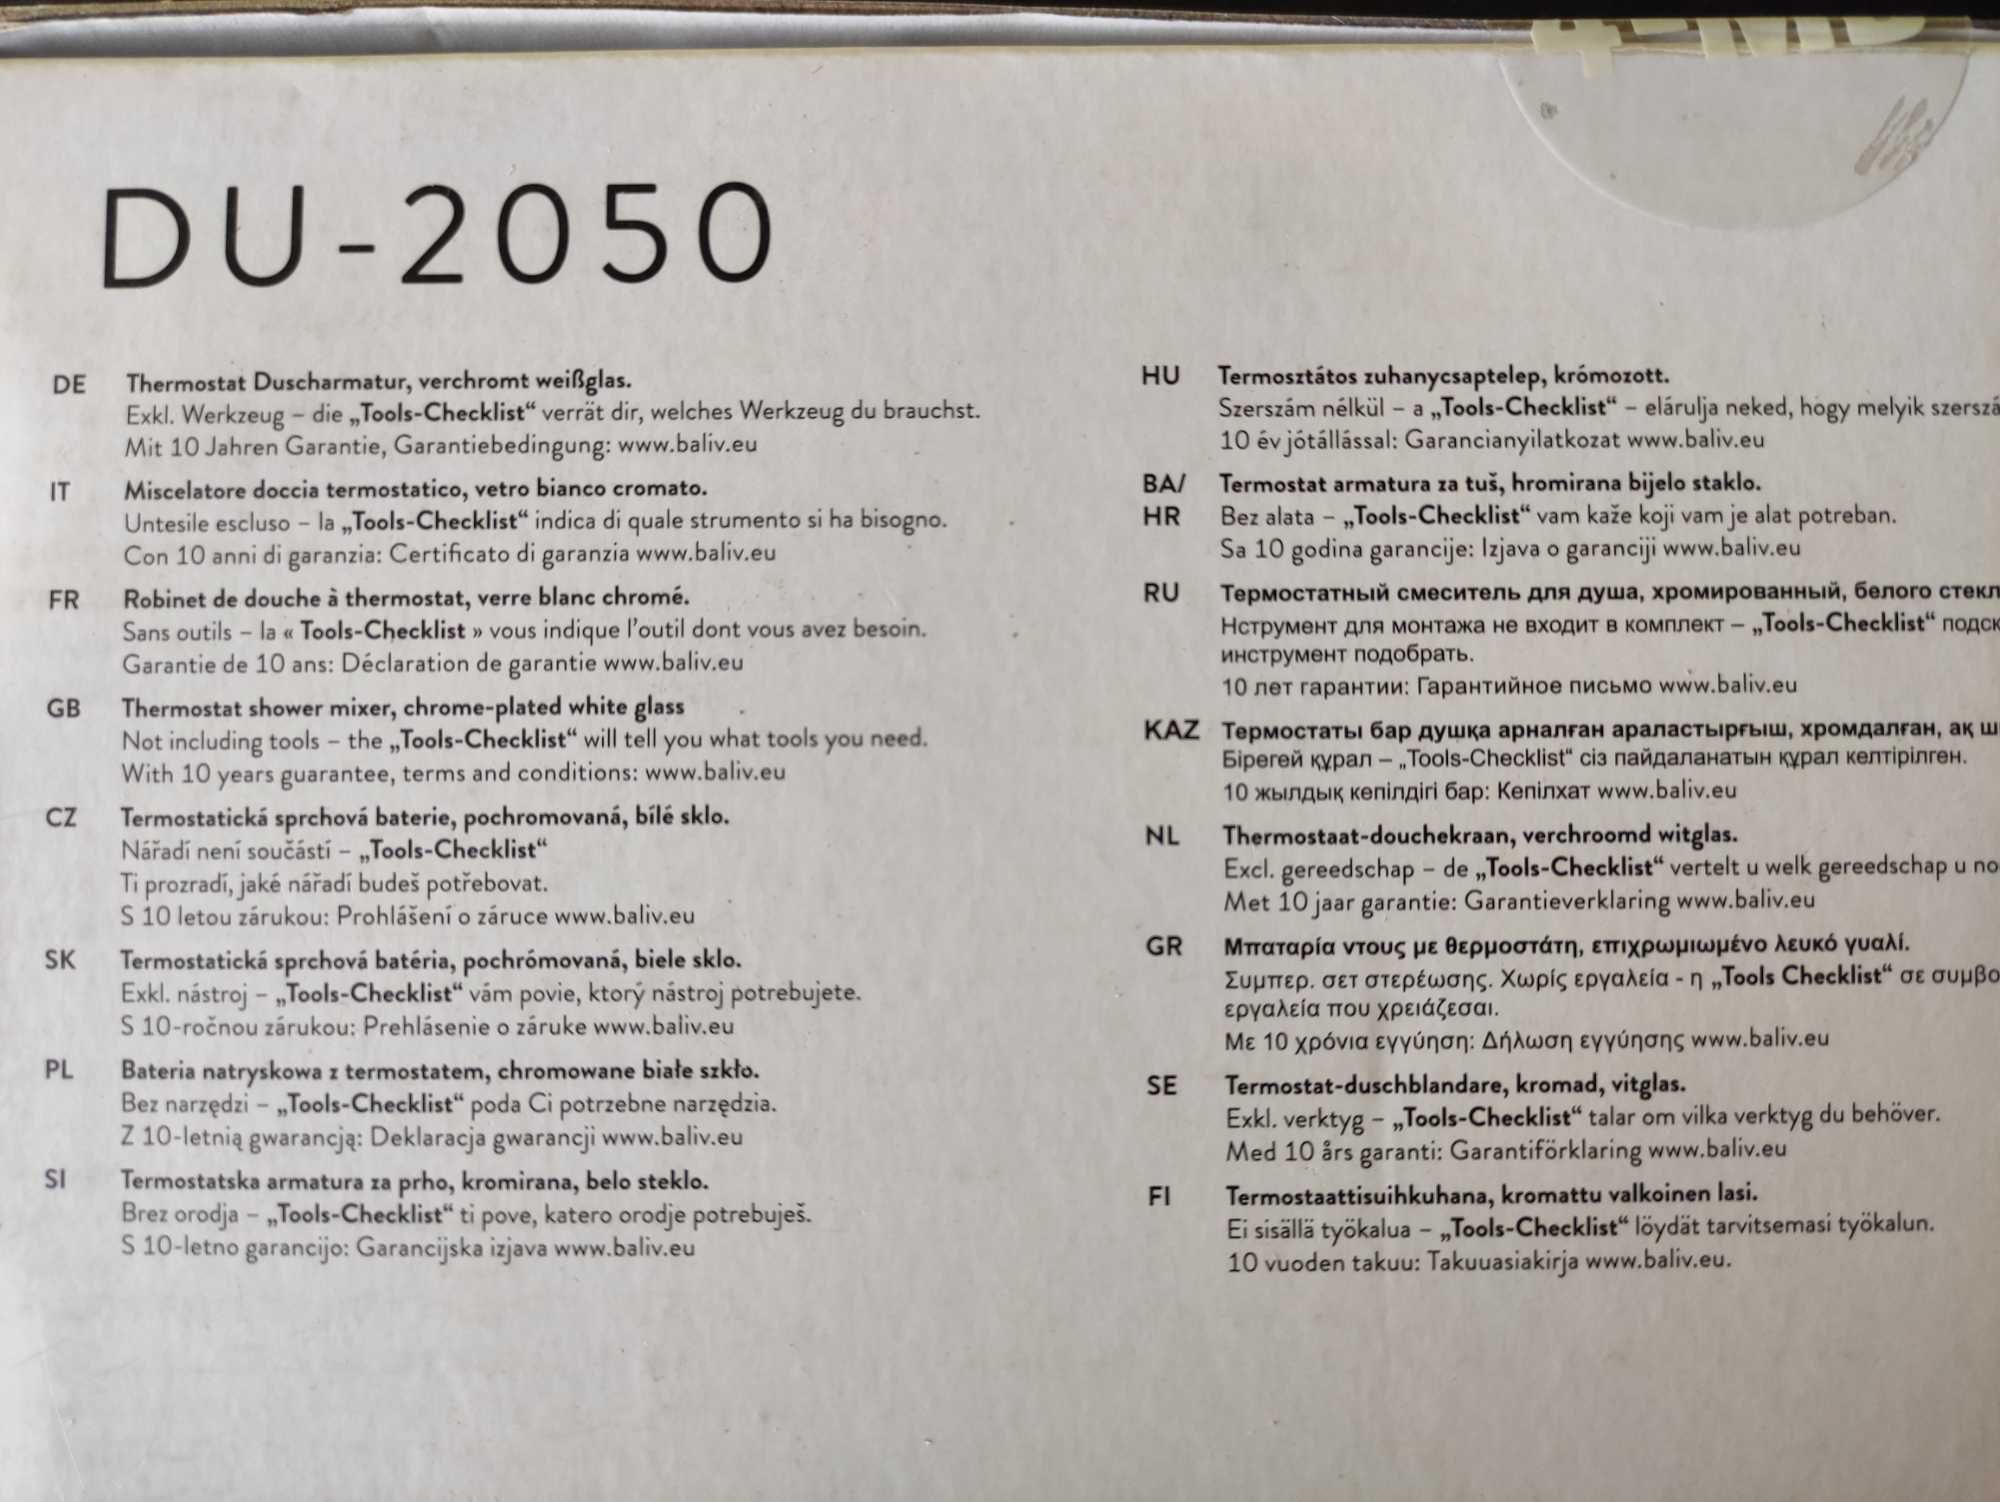 DU-2050
DE Thermostat Duscharmatur, verchromt weißglas.
Exkl. Werkzeug – die „Tools-Checklist“ verrät dir, welches Werkzeug du brauchst.
Mit 10 Jahren Garantie, Garantiebedingung: www.baliv.eu
IT Miscelatore doccia termostatico, vetro bianco cromato.
Untesile escluso – la „Tools-Checklist“ indica di quale strumento si ha bisogno.
Con 10 anni di garanzia: Certificato di garanzia www.baliv.eu
FR Robinet de douche à thermostat, verre blanc chromé.
Sans outils – la « Tools-Checklist » vous indique l’outil dont vous avez besoin.
Garantie de 10 ans: Déclaration de garantie www.baliv.eu
GB Thermostat shower mixer, chrome-plated white glass
Not including tools – the „Tools-Checklist“ will tell you what tools you need.
With 10 years guarantee, terms and conditions: www.baliv.eu
CZ Termostatická sprchová baterie, pochromovaná, bílé sklo.
Nářadí není součástí – „Tools-Checklist“
Ti prozradí, jaké nářadí budeš potřebovat.
S 10 letou zárukou: Prohlášení o záruce www.baliv.eu
SK Termostatická sprchová batéria, pochrómovaná, biele sklo.
Exkl. nástroj – „Tools-Checklist“ vám povie, ktorý nástroj potrebujete.
S 10-ročnou zárukou: Prehlásenie o záruke www.baliv.eu
PL Bateria natryskowa z termostatem, chromowane białe szkło.
Bez narzędzi – „Tools-Checklist“ poda Ci potrzebne narzędzia.
Z 10-letnią gwarancją: Deklaracja gwarancji www.baliv.eu
SI Termostatska armatura za prho, kromirana, belo steklo.
Brez orodja – „Tools-Checklist“ ti pove, katero orodje potrebuješ.
S 10-letno garancijo: Garancijska izjava www.baliv.eu
HU Termosztátos zuhanycsaptelep, krómozott.
Szerszám nélkül – a „Tools-Checklist“ – elárulja neked, hogy melyik szerszá
10 év jótállással: Garancianyilatkozat www.baliv.eu
BA/ Termostat armatura za tuš, hromirana bijelo staklo.
HR Bez alata – „Tools-Checklist“ vam kaže koji vam je alat potreban.
Sa 10 godina garancije: Izjava o garanciji www.baliv.eu
RU Термостатный смеситель для душа, хромированный, белого стекл
Нструмент для монтажа не входит в комплект – „Tools-Checklist“ подск
инструмент подобрать.
10 лет гарантии: Гарантийное письмо www.baliv.eu
KAZ Термостаты бар душқа арналған араластырғыш, хромдалған, ақ ш
Бірегей құрал – „Tools-Checklist“ сіз пайдаланатын құрал келтірілген.
10 жылдық кепілдігі бар: Кепілхат www.baliv.eu
NL Thermostaat-douchekraan, verchroomd witglas.
Excl. gereedschap – de „Tools-Checklist“ vertelt u welk gereedschap u no
Met 10 jaar garantie: Garantieverklaring www.baliv.eu
GR Μπαταρία ντους με θερμοστάτη, επιχρωμιωμένο λευκό γυαλί.
Συμπερ. σετ στερέωσης. Χωρίς εργαλεία - η „Tools Checklist“ σε συμβο
εργαλεία που χρειάζεσαι.
Με 10 χρόνια εγγύηση: Δήλωση εγγύησης www.baliv.eu
SE Termostat-duschblandare, kromad, vitglas.
Exkl. verktyg – „Tools-Checklist“ talar om vilka verktyg du behöver.
Med 10 års garanti: Garantiförklaring www.baliv.eu
FI Termostaattisuihkuhana, kromattu valkoinen lasi.
Ei sisällä työkalua – „Tools-Checklist“ löydät tarvitsemasi työkalun.
10 vuoden takuu: Takuuasiakirja www.baliv.eu.